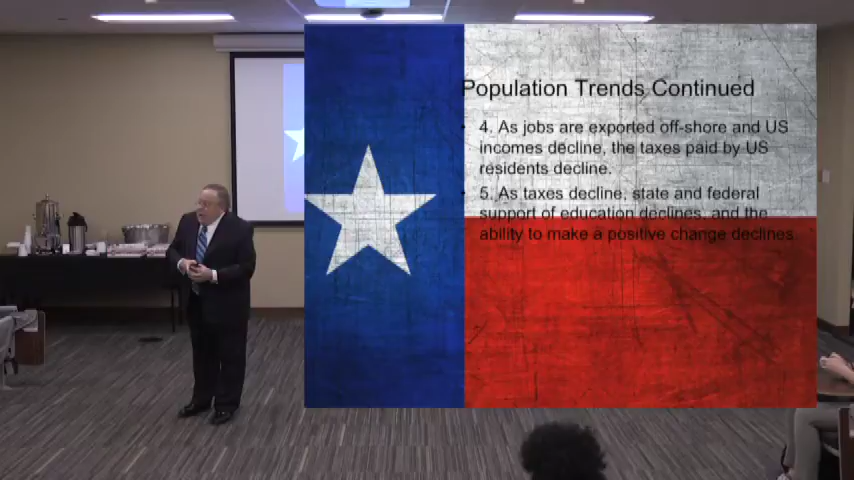 Population Trends Continued
• 4. As jobs are exported off-shore and US
incomes decline, the taxes paid by US
residents decline.
• 5. As taxes decline, state and federal
support of education declines, and the
ability to make a positive change declines.